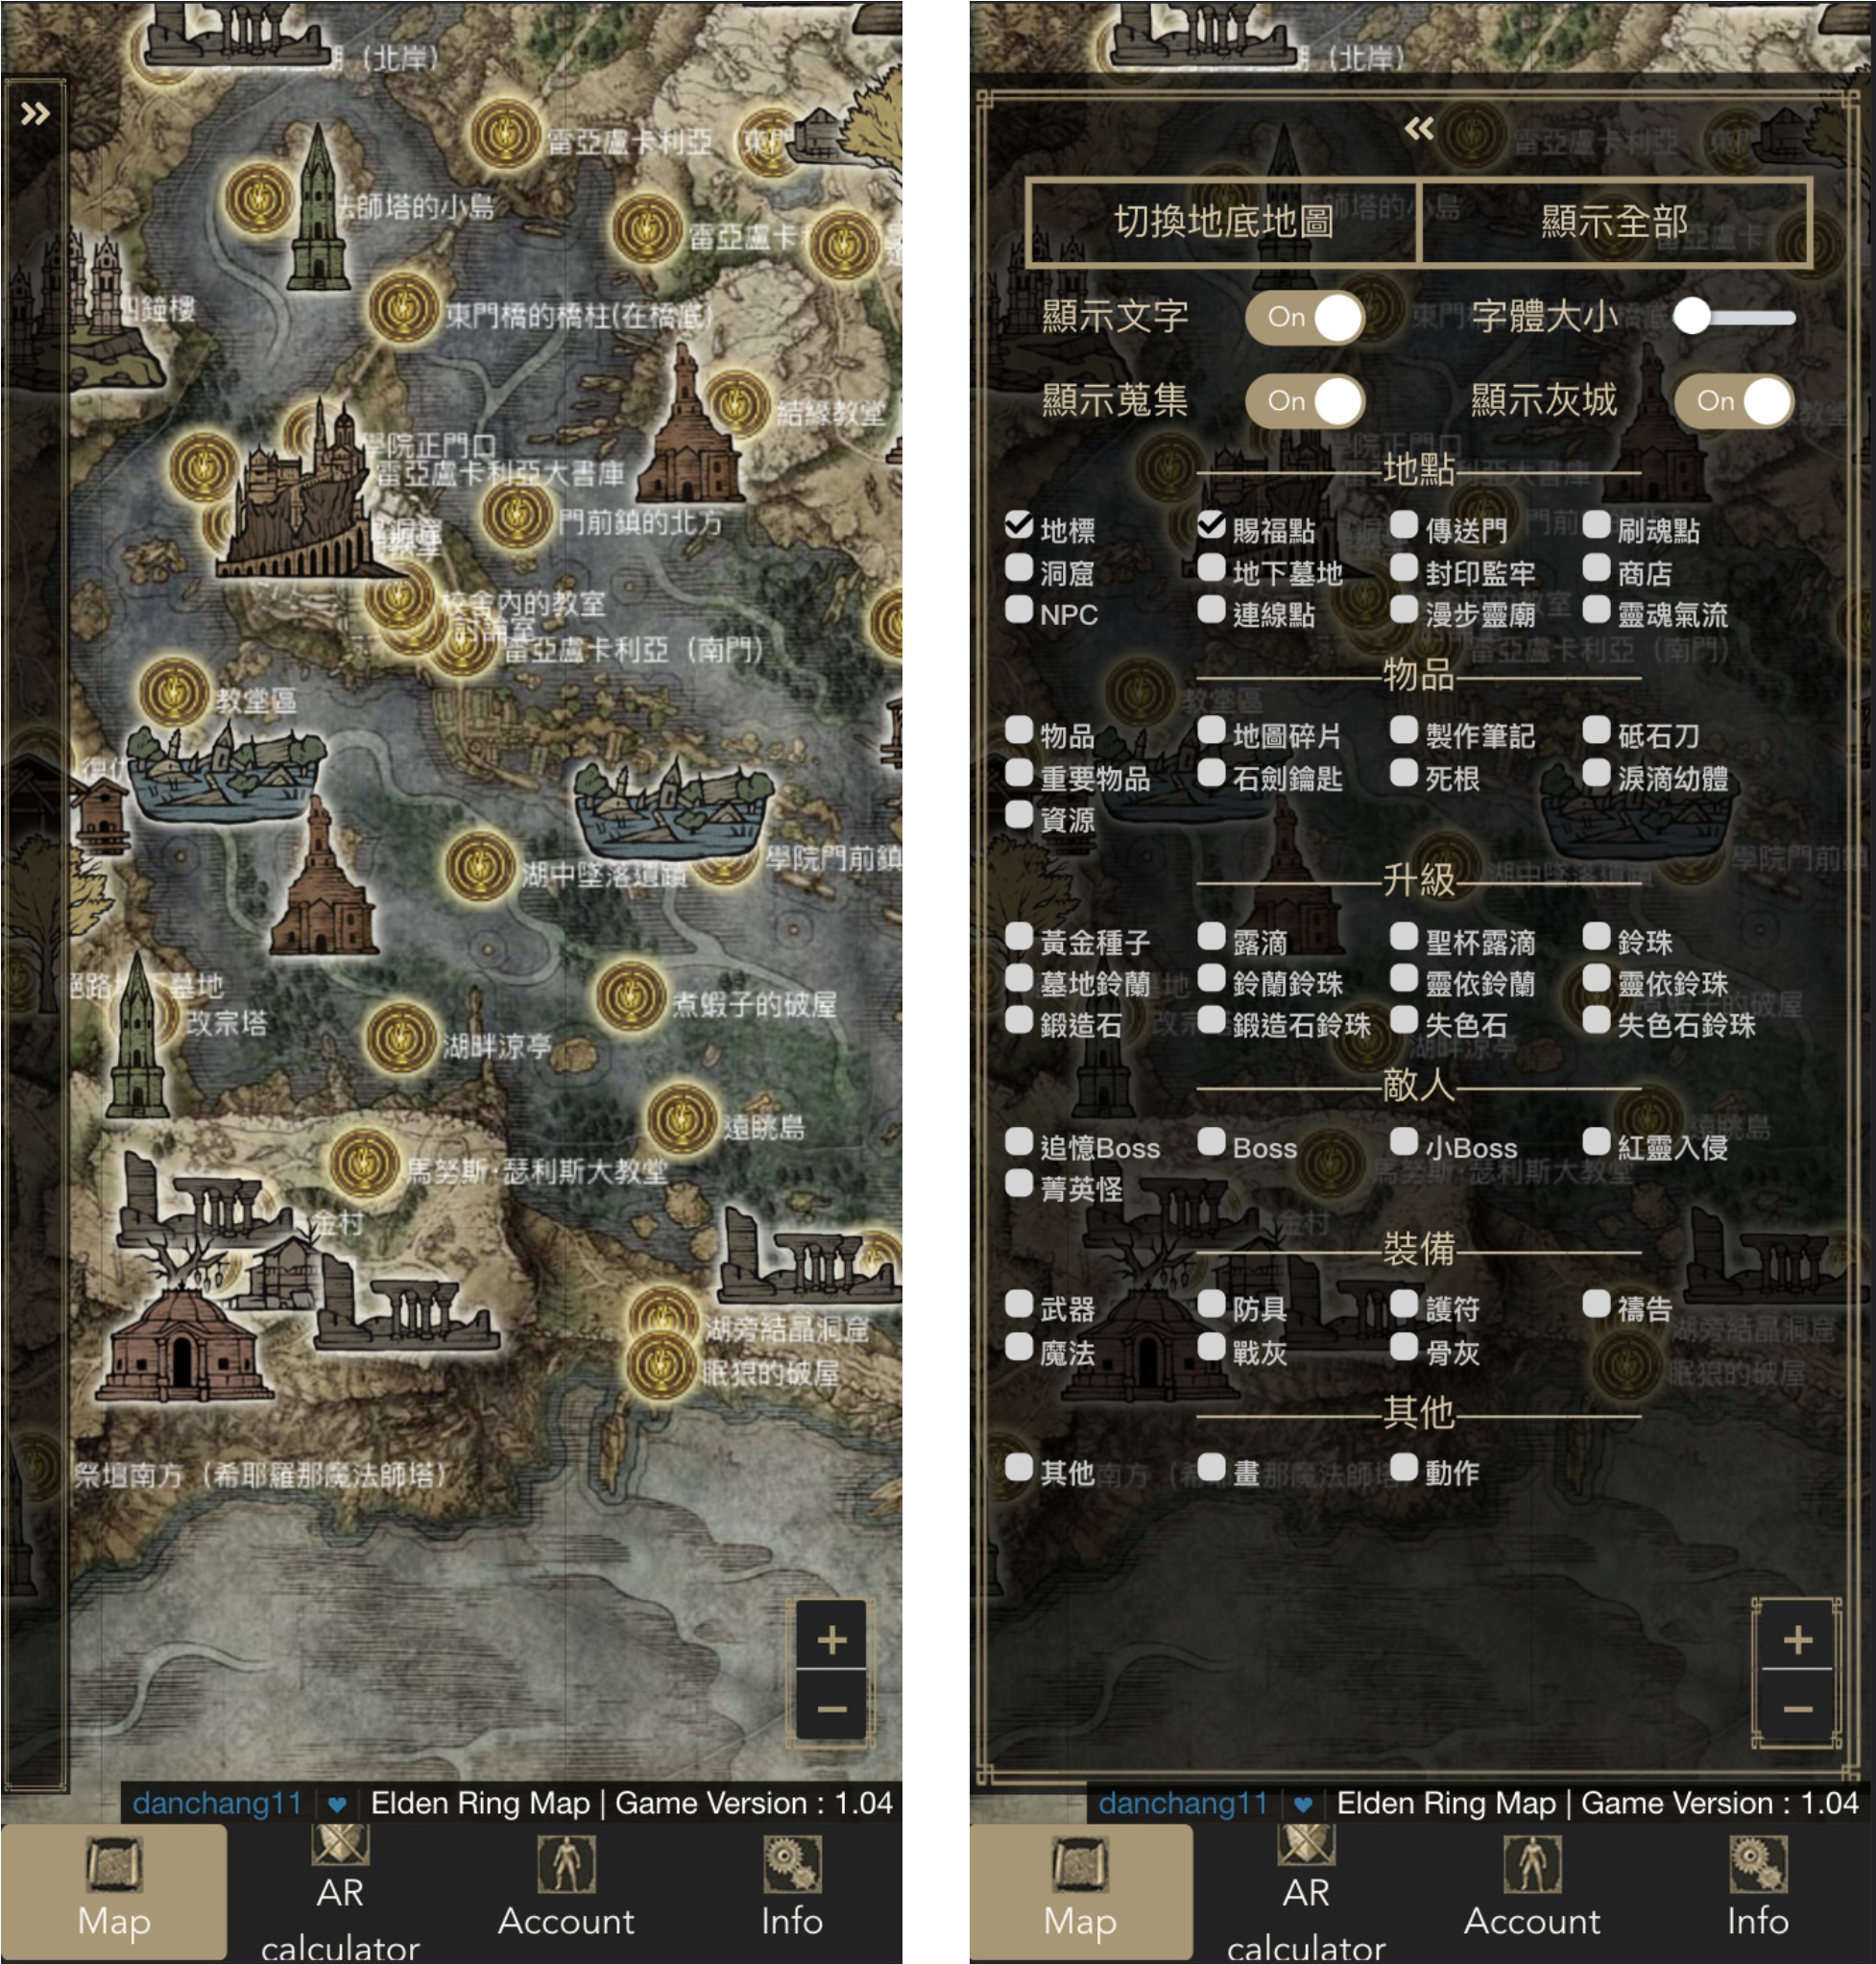 (北岸)
雷亞盧卡利亞 (東門
法師塔的小島
雷亞盧卡
四鐘樓
東門橋的橋柱(在橋底)
結緣教堂
學院正門口
雷亞盧卡利亞大書庫
門前鎮的北方
校舍內的教室
討論室
雷亞盧卡利亞 (南門)
教堂區
學院門前鎮
湖中墜落遺蹟
改宗塔
煮蝦子的破屋
湖畔涼亭
遠眺島
馬努斯·瑟利斯大教堂
金村
湖旁結晶洞窟
眠狼的破屋
祭壇南方 (希耶羅那魔法師塔)
+
−
danchang11 | ♥ | Elden Ring Map | Game Version : 1.04
Map
AR calculator
Account
Info
(北岸)
切換地底地圖
顯示全部
顯示文字 On 字體大小
顯示蒐集 On 顯示灰城 On
地點
地標 賜福點 傳送門 刷魂點
洞窟 地下墓地 封印監牢 商店
NPC 連線點 漫步靈廟 靈魂氣流
物品
物品 地圖碎片 製作筆記 砥石刀
重要物品 石劍鑰匙 死根 淚滴幼體
資源
升級
黃金種子 露滴 聖杯露滴 鈴珠
墓地鈴蘭 鈴蘭鈴珠 靈依鈴蘭 靈依鈴珠
鍛造石 鍛造石鈴珠 失色石 失色石鈴珠
敵人
追憶Boss Boss 小Boss 紅靈入侵
菁英怪
裝備
武器 防具 護符 禱告
魔法 戰灰 骨灰
其他
其他 畫 動作
+
−
danchang11 | ♥ | Elden Ring Map | Game Version : 1.04
Map
AR calculator
Account
Info